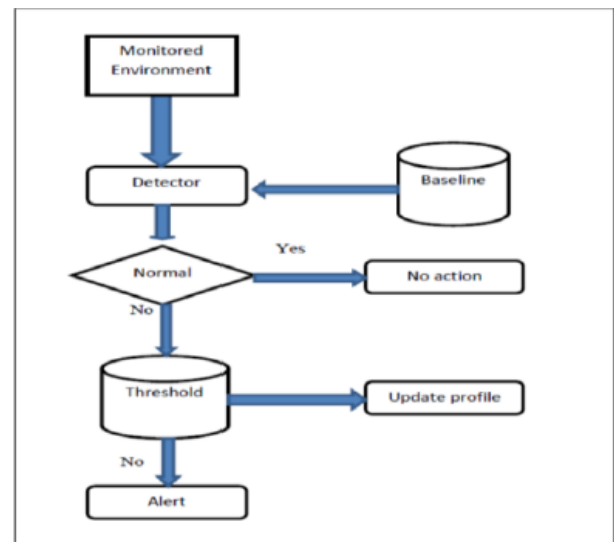 Monitored
Environment
Detector
Baseline
Yes
Normal
No action
No
Threshold
Update profile
No
Alert